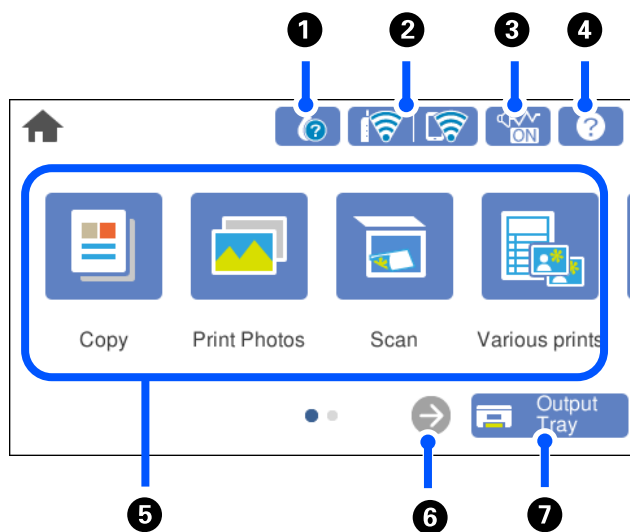 1 2 3 4
? ON ?
Copy Print Photos Scan Various prints
Output
Tray
5 6 7